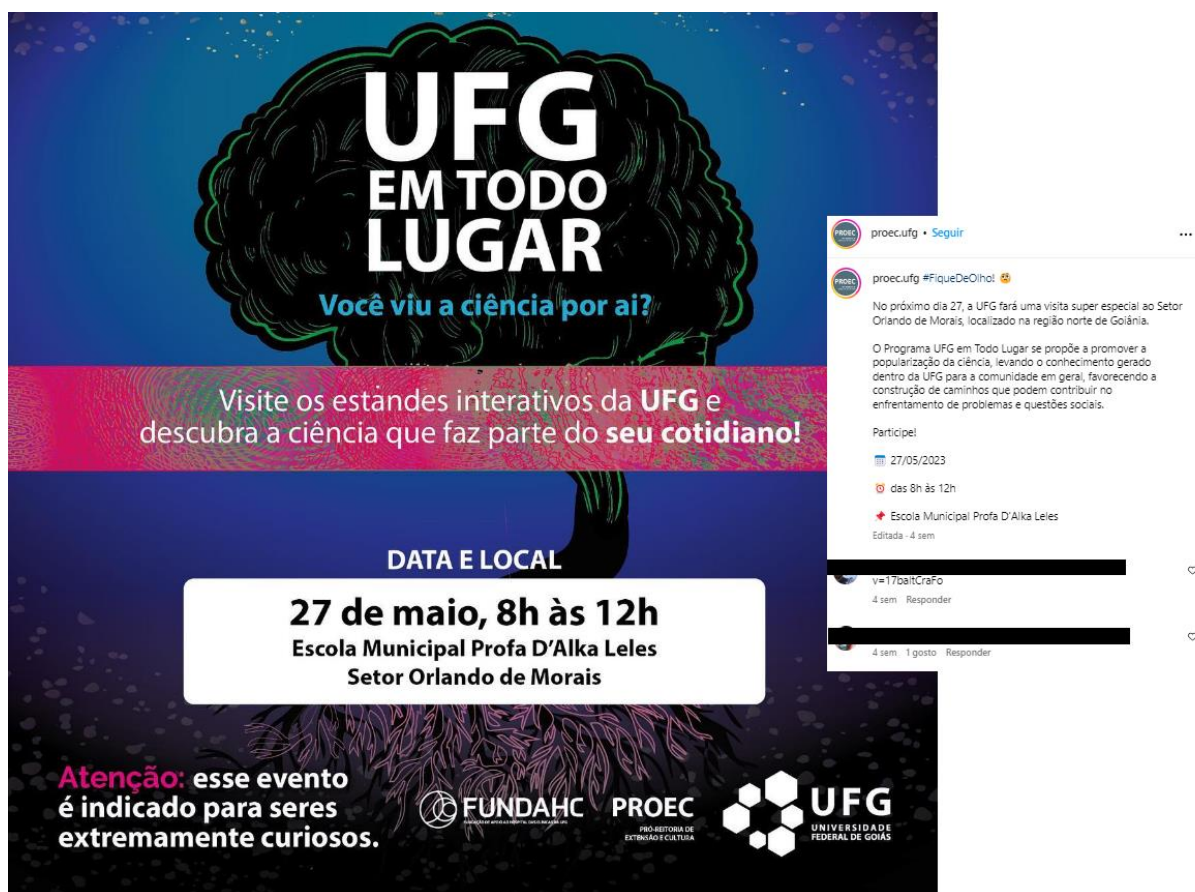 UFG
EM TODO
LUGAR
Você viu a ciência por ai?
Visite os estandes interativos da UFG e
descubra a ciência que faz parte do seu cotidiano!
DATA E LOCAL
27 de maio, 8h às 12h
Escola Municipal Profa D’Alka Leles
Setor Orlando de Morais
Atenção: esse evento
é indicado para seres
extremamente curiosos.
FUNDAHC
PROEC
PRÓ-REITORIA DE
EXTENSÃO E CULTURA
UFG
UNIVERSIDADE
FEDERAL DE GOIÁS
PROEC
proec.ufg • Seguir
PROEC
proec.ufg #FiqueDeOlho!
No próximo dia 27, a UFG fará uma visita super especial ao Setor
Orlando de Morais, localizado na região norte de Goiânia.
O Programa UFG em Todo Lugar se propõe a promover a
popularização da ciência, levando o conhecimento gerado
dentro da UFG para a comunidade em geral, favorecendo a
construção de caminhos que podem contribuir no
enfrentamento de problemas e questões sociais.
Participe!
27/05/2023
das 8h às 12h
Escola Municipal Profa D’Alka Leles
Editada · 4 sem
v=17baltCraFo
4 sem Responder
4 sem 1 gosto Responder